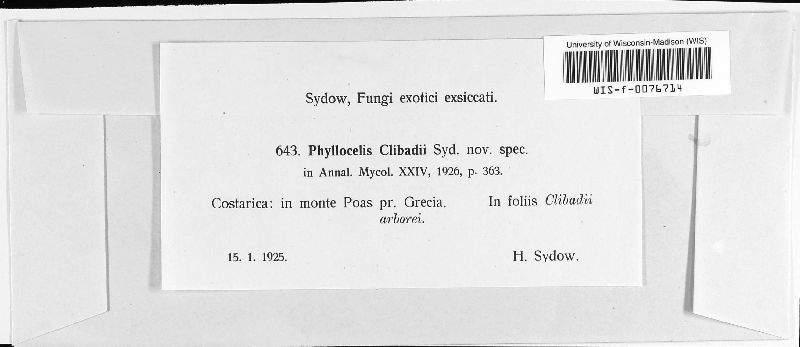 University of Wisconsin-Madison (WIS)
WIS-f-0076714
Sydow, Fungi exotici exsiccati.
643. Phyllocelis Clibadii Syd. nov. spec.
in Annal. Mycol. XXIV, 1926, p. 363.
Costarica: in monte Poas pr. Grecia. In foliis Clibadii
arborei.
15. 1. 1925. H. Sydow.